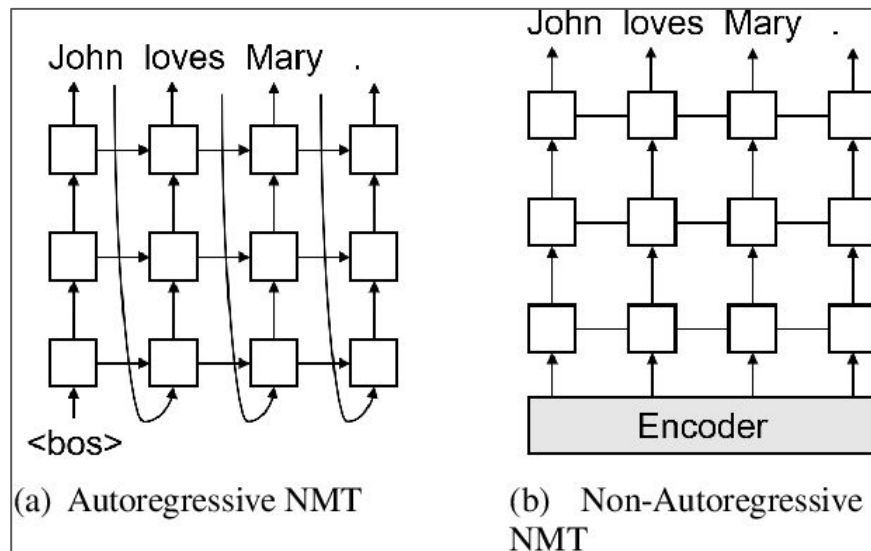 John loves Mary .
<bos>
(a) Autoregressive NMT
John loves Mary .
Encoder
(b) Non-Autoregressive
NMT